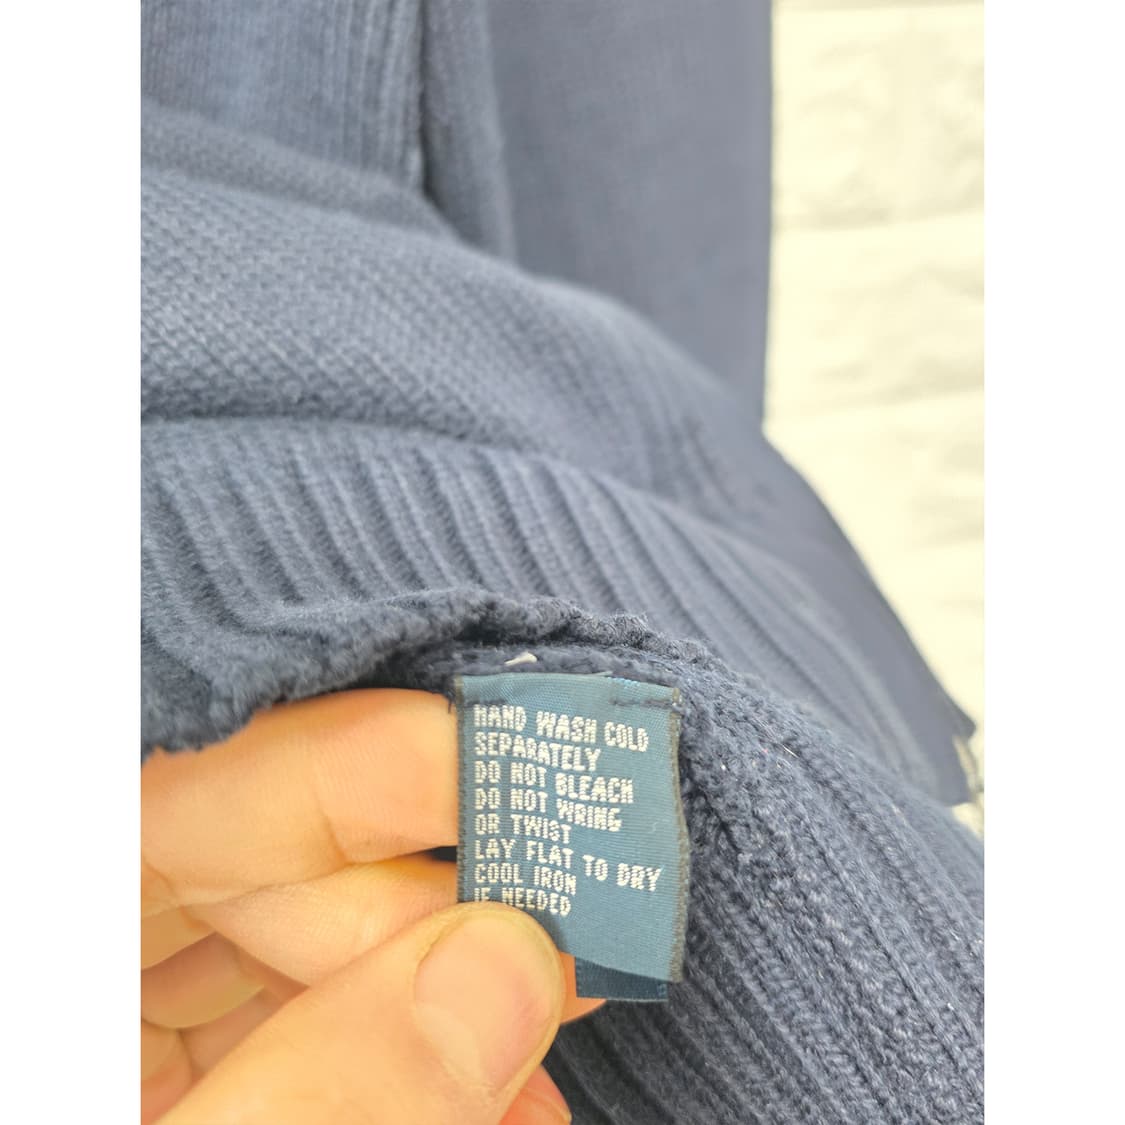 HAND WASH COLD
SEPARATELY
DO NOT BLEACH
DO NOT WRING
OR TWIST
LAY FLAT TO DRY
COOL IRON
IF NEEDED